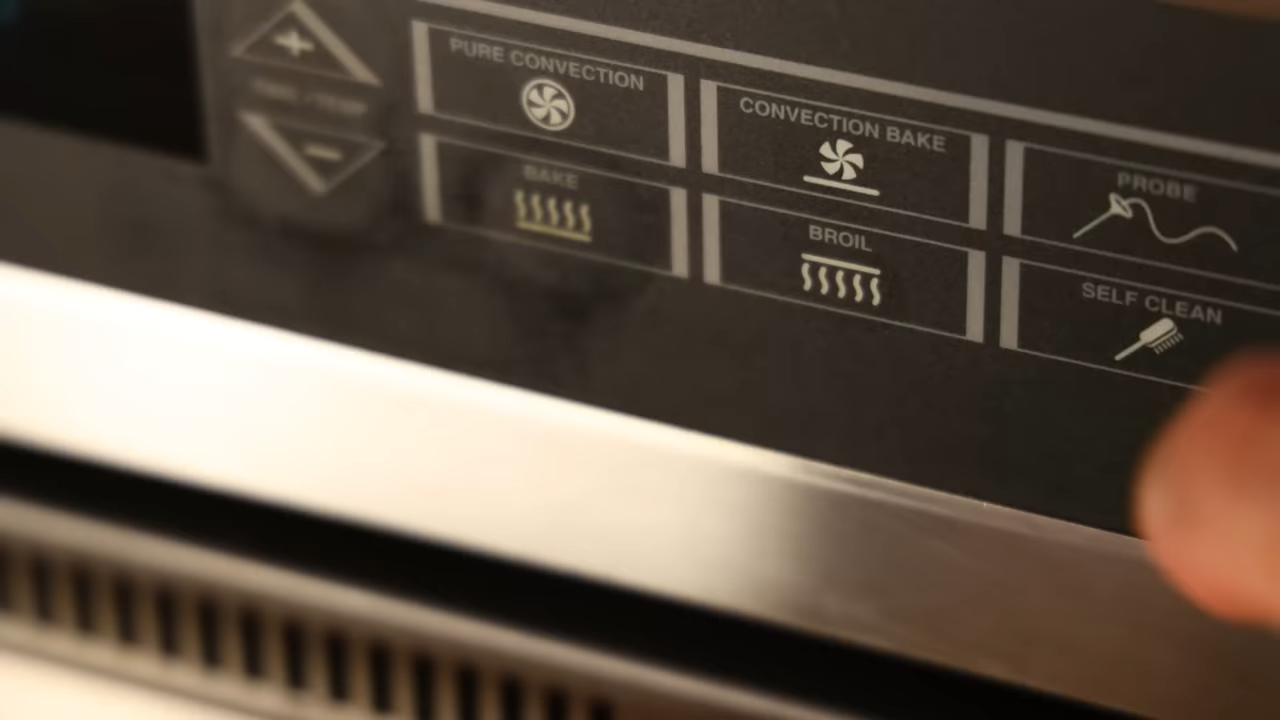 PURE CONVECTION
CONVECTION BAKE
PROBE
BAKE
BROIL
SELF CLEAN